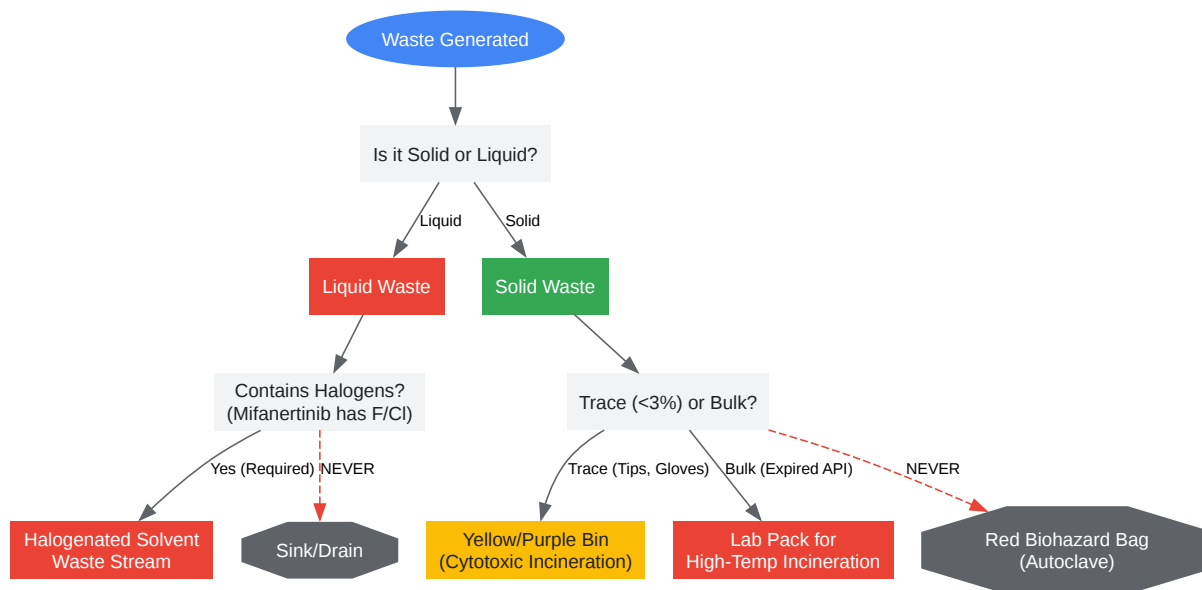 Waste Generated
Is it Solid or Liquid?
Liquid
Solid
Liquid Waste
Solid Waste
Contains Halogens?
(Mifanertinib has F/Cl)
Trace (<3%) or Bulk?
Yes (Required)
NEVER
Trace (Tips, Gloves)
Bulk (Expired API)
NEVER
Halogenated Solvent
Waste Stream
Sink/Drain
Yellow/Purple Bin
(Cytotoxic Incineration)
Lab Pack for
High-Temp Incineration
Red Biohazard Bag
(Autoclave)